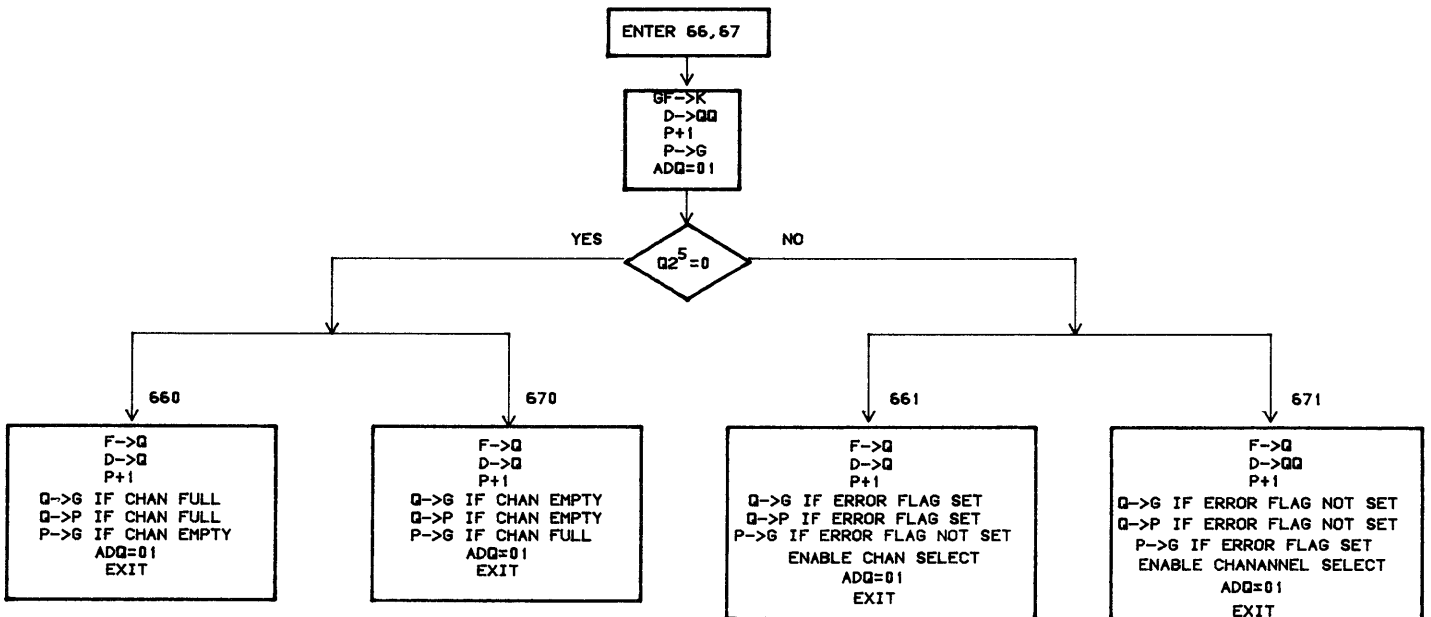 ENTER 66,67
GF->K
D->QQ
P+1
P->G
ADQ=01
YES
NO
Q2⁵=0
660
670
661
671
F->Q
D->Q
P+1
Q->G IF CHAN FULL
Q->P IF CHAN FULL
P->G IF CHAN EMPTY
ADQ=01
EXIT
F->Q
D->Q
P+1
Q->G IF CHAN EMPTY
Q->P IF CHAN EMPTY
P->G IF CHAN FULL
ADQ=01
EXIT
F->Q
D->Q
P+1
Q->G IF ERROR FLAG SET
Q->P IF ERROR FLAG SET
P->G IF ERROR FLAG NOT SET
ENABLE CHAN SELECT
ADQ=01
EXIT
F->Q
D->QQ
P+1
Q->G IF ERROR FLAG NOT SET
Q->P IF ERROR FLAG NOT SET
P->G IF ERROR FLAG SET
ENABLE CHANANNEL SELECT
ADQ=01
EXIT